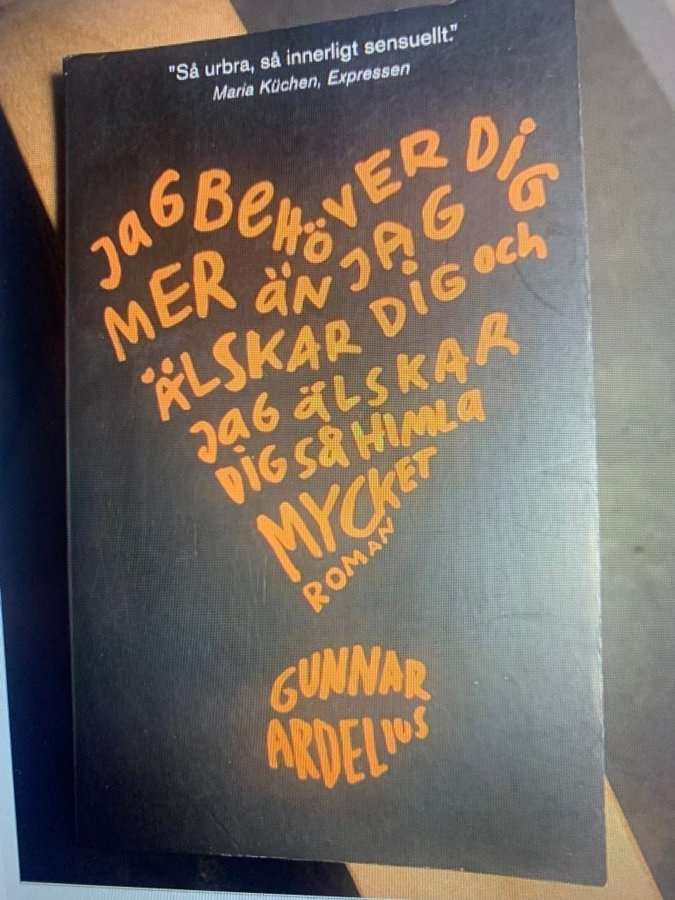 "Så urbra, så innerligt sensuellt."
Maria Küchen, Expressen
JAG BEHÖVER DIG
MER ÄN JAG
ÄLSKAR DIG och
JAG ÄLSKAR
DIG Så HIMLA
MYCKET
ROMAN
GUNNAR
ARDELIUS